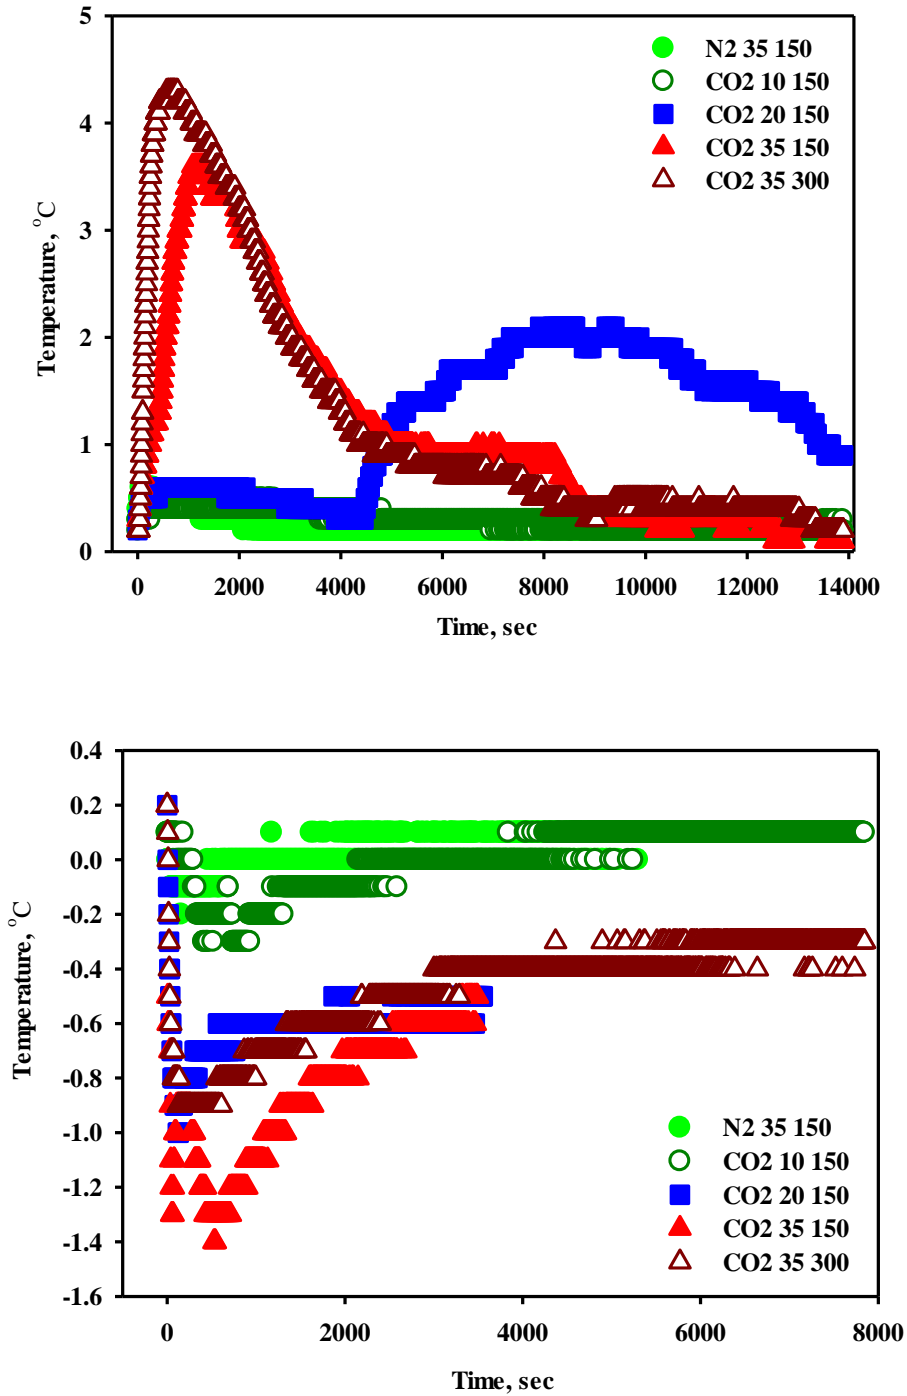 5
4
3
2
1
0
Temperature, °C
N2 35 150
CO2 10 150
CO2 20 150
CO2 35 150
CO2 35 300
0 2000 4000 6000 8000 10000 12000 14000
Time, sec
0.4
0.2
0.0
-0.2
-0.4
-0.6
-0.8
-1.0
-1.2
-1.4
-1.6
Temperature, °C
N2 35 150
CO2 10 150
CO2 20 150
CO2 35 150
CO2 35 300
0 2000 4000 6000 8000
Time, sec